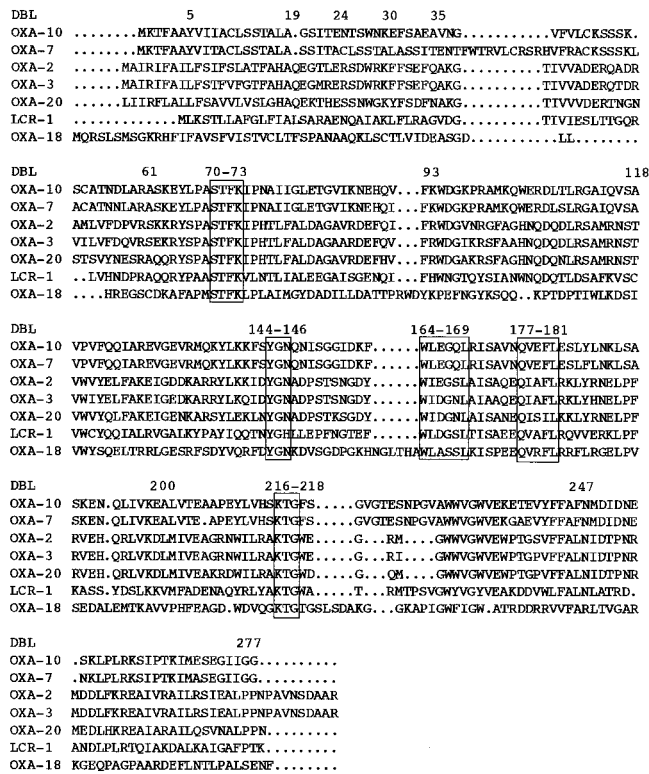 DBL 5 19 24 30 35
OXA-10 .......MKTFAAYVIIACLSSTALA.GSITENTSWNKEFSAEAVNG..........VFVLCKSSSK.
OXA-7 .......MKTFAAYVITACLSSTALASSITACLSSTALASSITENTFWTRVLCRSRHVFRACKSSSKL
OXA-2 .....MAIRIFAILFSIFSLATFAHAQEGTLERSDWRKFFSEFQAKG..........TIVVADERQADR
OXA-3 .....MAIRIFAILFSTFVFGTFAHAQEGMRERSDWRKFFSEFQAKG..........TIVVADERQTDR
OXA-20 .....LIIRFLALLFSAVVLVSLGHAQEKTHESSNWGKYFSDFNAKG..........TIVVVDERTNGN
LCR-1 ...........MLKSTLLAFGLFIALSARAENQAIAKLFLRAGVDG..........TIVIESLTTGQR
OXA-18 MQRSLSMSGKRHFIFAVSFVISTVCLTFSPANAAQKLSCTLVIDEASGD.......LL..........
DBL 61 70-73 93 118
OXA-10 SCATNDLARASKEYLPASTFKIPNAIIGLETGVIKNEHQV...FKWDGKPRAMKQWERDLTLRGAIQVSA
OXA-7 ACATNNLARASKEYLPASTFKIPNAIIGLETGVIKNEHQI...FKWDGKPRAMKQWERDLSLRGAIQVSA
OXA-2 AMLVFDPVRSKKRYSPASTFKIPHTLFALDAGAVRDEFQV...FRWDGVNRGFAGHNQDQDLRSAMRNST
OXA-3 VILVFDQVRSEKRYSPASTFKIPHTLFALDAGAARDEFQV...FRWDGIKRSFAAHNQDQDLRSAMRNST
OXA-20 STSVYNESRAQQRYSPASTFKIPHTLFALDAGAVRDEFHV...FRWDGAKRSFAGHNQDQNLRSAMRNST
LCR-1 ..LVHNDPRAQQRYPAASTFKVLNTLIALEEGAISGENQI...FHWNGTQYSIANWNQDQTLDSAFKVSC
OXA-18 ....HREGSCDKAFAPMSTFKLPLAIMGYDADILLDATTPRWDYKPEFNGYKSQQ..KPTDPTIWLKDSI
DBL 144-146 164-169 177-181
OXA-10 VPVFQQIAREVGEVRMQKYLKKFSYGNQNISGGIDKF......WLEGQLRISAVNQVEFLESLYLNKLSA
OXA-7 VPVFQQIAREVGEVRMQKYLKKFSYGNQNISGGIDKF......WLEGQLRISAVNQVEFLESLFLNKLSA
OXA-2 VWVYELFAKEIGDDKARRYLKKIDYGNADPSTSNGDY......WIEGSLAISAQEQIAFLRKLYRNELPF
OXA-3 VWIYELFAKEIGEDKARRYLKQIDYGNADPSTSNGDY......WIDGNLAIAAQEQIAFLRKLYHNELPF
OXA-20 VWVYQLFAKEIGENKARSYLEKLNYGNADPSTKSGDY......WIDGNLAISANEQISILKKLYRNELPF
LCR-1 VWCYQQIALRVGALKYPAYIQQTNYGHLLEPFNGTEF......WLDGSLTISAEEQVAFLRQVVERKLPF
OXA-18 VWYSQELTRRLGESRFSDYVQRFDYGNKDVSGDPGKHNGLTHAWLASSLKISPEEQVRFLRRFLRGELPV
DBL 200 216-218 247
OXA-10 SKEN.QLIVKEALVTEAAPEYLVHSKTGFS.....GVGTESNPGVAWWVGWVEKETEVYFFAFNMDIDNE
OXA-7 SKEN.QLIVKEALVTE.APEYLVHSKTGFS.....GVGTESNPGVAWWVGWVEKGAEVYFFAFNMDIDNE
OXA-2 RVEH.QRLVKDLMIVEAGRNWILRAKTGWE.....G...RM....GWWVGWVEWPTGSVFFALNIDTPNR
OXA-3 RVEH.QRLVKDLMIVEAGRNWILRAKTGWE.....G...RI....GWWVGWVEWPTGPVFFALNIDTPNR
OXA-20 RVEH.QRLVKDLMIVEAKRDWILRAKTGWD.....G...QM....GWWVGWVEWPTGPVFFALNIDTPNR
LCR-1 KASS.YDSLKKVMFADENAQYRLYAKTGWA.....T...RMTPSVGWYVGYVEAKDDVWLFALNLATRD.
OXA-18 SEDALEMTKAVVPHFEAGD.WDVQGKTGTGSLSDAKG...GKAPIGWFIGW.ATRDDRRVVFARLTVGAR
DBL 277
OXA-10 .SKLPLRKSIPTKIMESEGIIGG..........
OXA-7 .NKLPLRKSIPTKIMASEGIIGG..........
OXA-2 MDDLFKREAIVRAILRSIEALPPNPAVNSDAAR
OXA-3 MDDLFKREAIVRAILRSIEALPPNPAVNSDAAR
OXA-20 MEDLHKREAIARAILQSVNALPPN.........
LCR-1 ANDLPLRTQIAKDALKAIGAFPTK.........
OXA-18 KGEQPAGPAARDEFLNTLPALSENF........